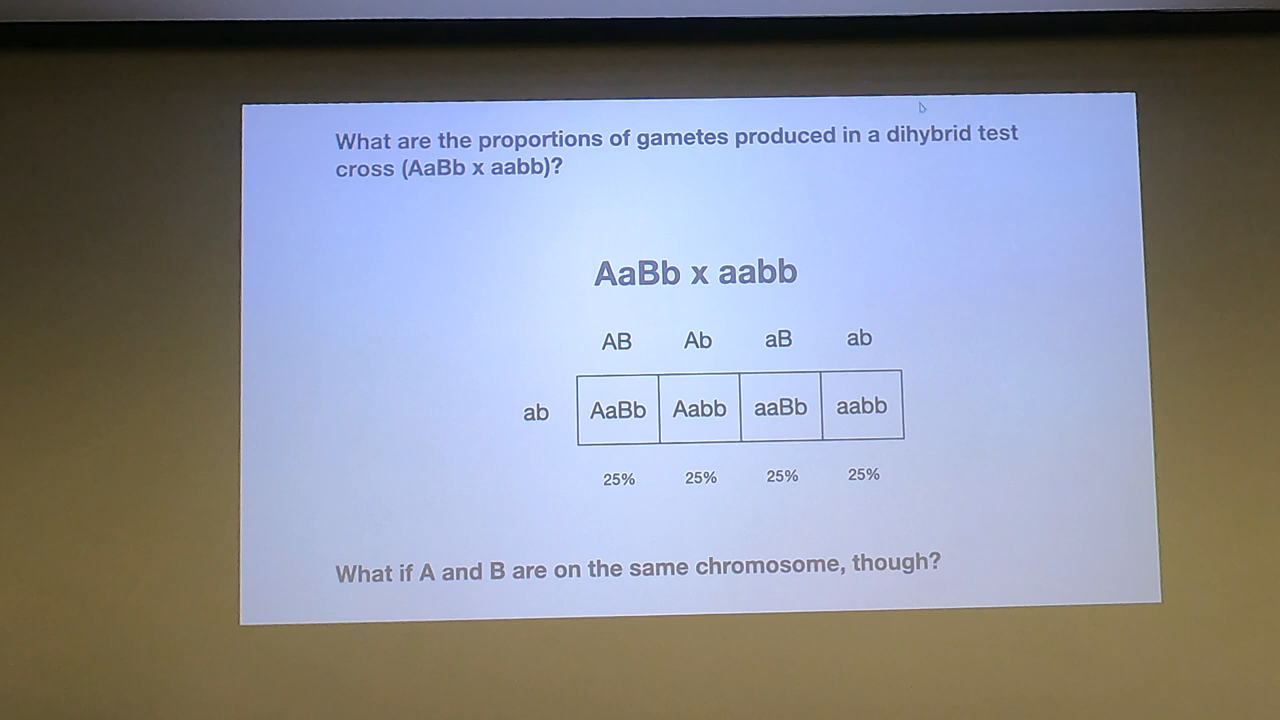 What are the proportions of gametes produced in a dihybrid test
cross (AaBb x aabb)?
AaBb x aabb
AB Ab aB ab
ab AaBb Aabb aaBb aabb
25% 25% 25% 25%
What if A and B are on the same chromosome, though?